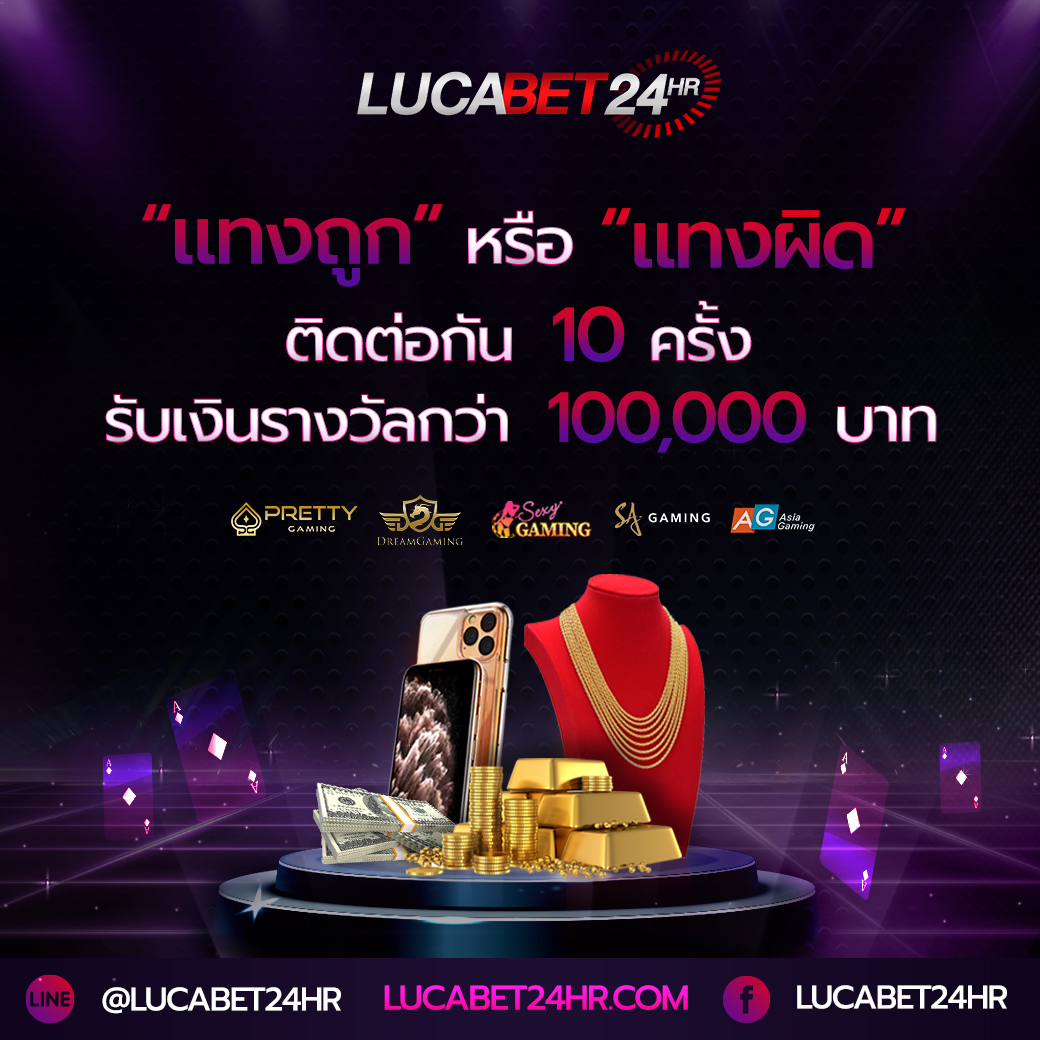 LUCABET24HR
“แทงถูก” หรือ “แทงผิด”
ติดต่อกัน 10 ครั้ง
รับเงินรางวัลกว่า 100,000 บาท
PRETTY GAMING
DREAMGAMING
Sexy GAMING
SA GAMING
AG Asia Gaming
LINE @LUCABET24HR LUCABET24HR.COM f LUCABET24HR